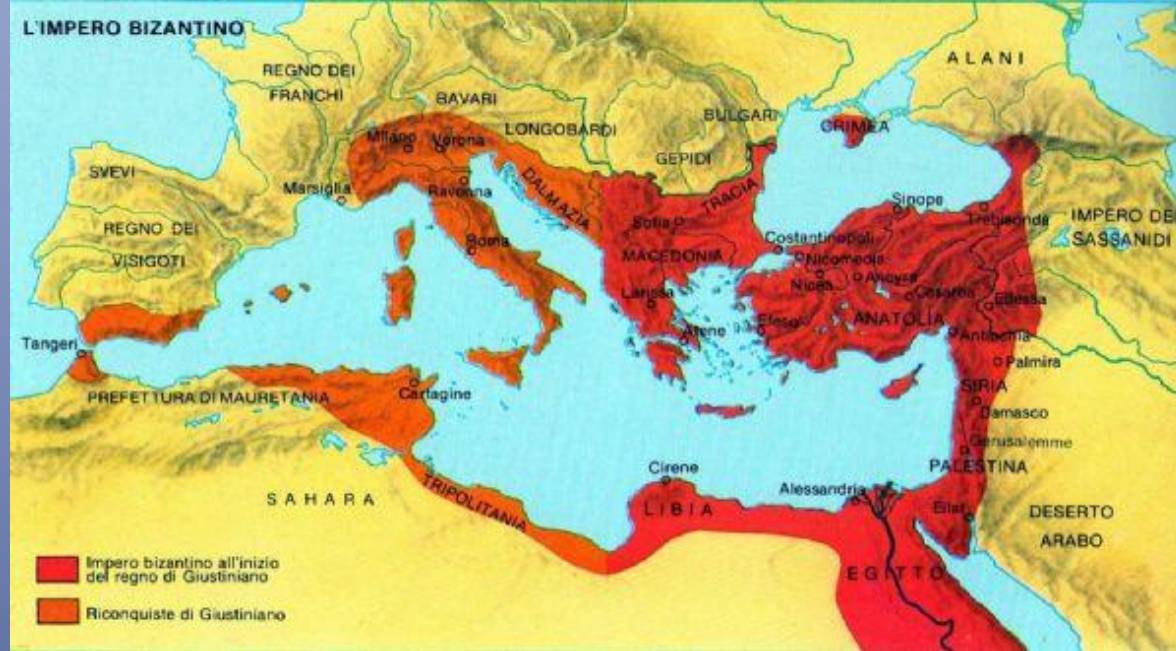 L'IMPERO BIZANTINO
ALANI
REGNO DEI
FRANCHI
BAVARI
BULGARI
CRIMEA
LONGOBARDI
Milano
Verona
GEPIDI
SVEVI
Marsiglia
Ravenna
DALMAZIA
TRACIA
Sinope
Trebisonda
IMPERO DE
SASSANIDI
REGNO DEI
VISIGOTI
Sofia
Roma
Costantinopoli
MACEDONIA
Nicomedia
Nicea
Ancyra
Cesarea
Edessa
Larissa
ANATOLIA
Efeso
Atene
Antiochia
Tangeri
Palmira
PREFETTURA DI MAURETANIA
Cartagine
SIRIA
Damasco
Gerusalemme
PALESTINA
Cirene
SAHARA
TRIPOLITANIA
Alessandria
LIBIA
Eilat
DESERTO
ARABO
EGITTO
Impero bizantino all'inizio
del regno di Giustiniano
Riconquiste di Giustiniano